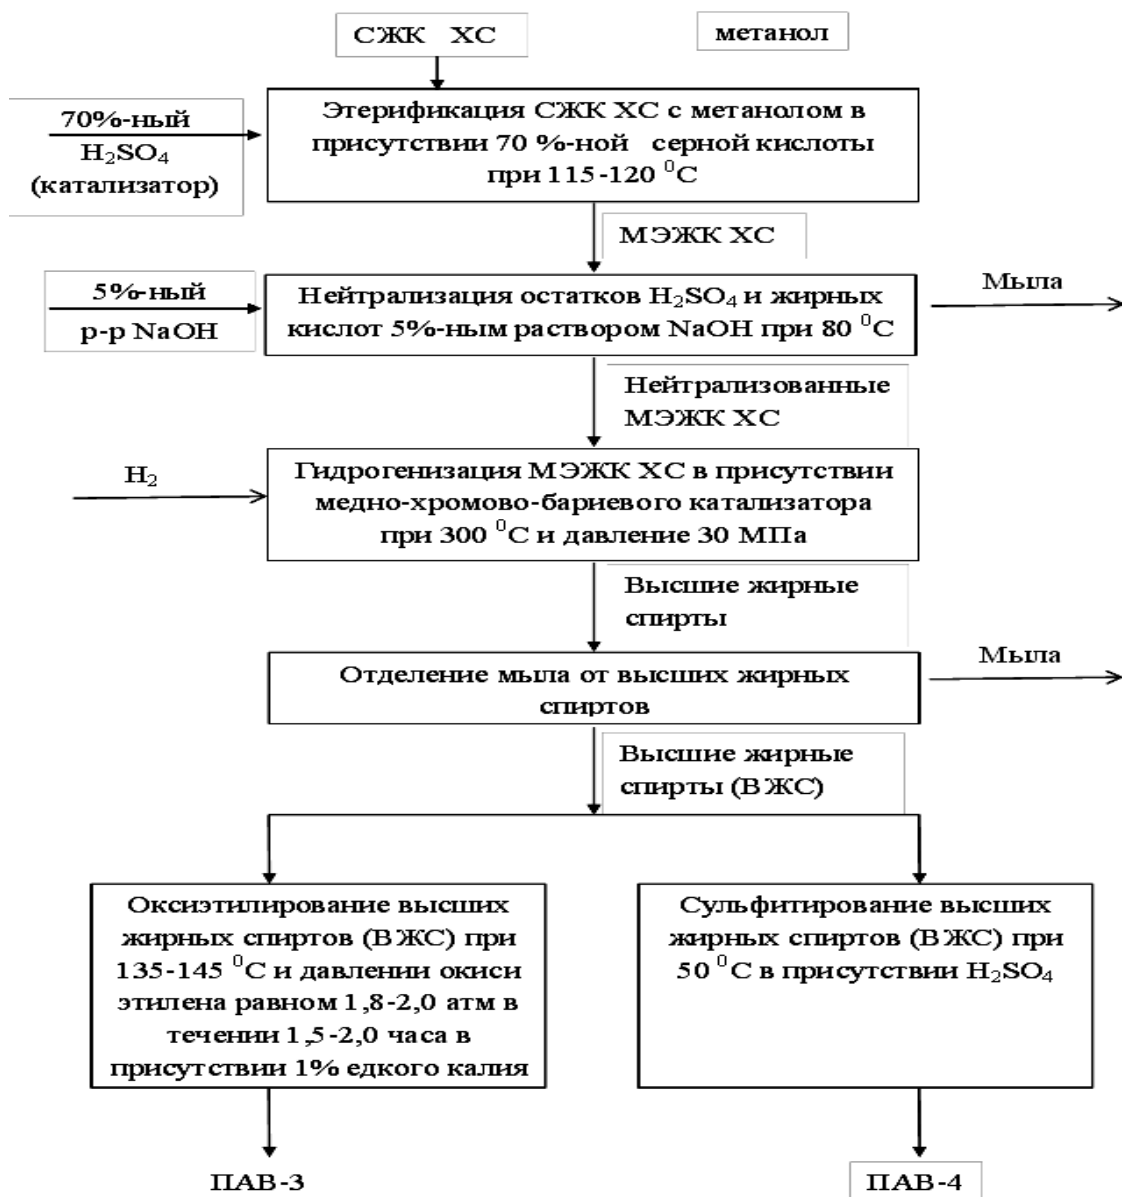 СЖК ХС
метанол
70%-ный
H₂SO₄
(катализатор)
Этерификация СЖК ХС с метанолом в
присутствии 70 %-ной серной кислоты
при 115-120 ⁰С
МЭЖК ХС
5%-ный
р-р NaOH
Нейтрализация остатков H₂SO₄ и жирных
кислот 5%-ным раствором NaOH при 80 ⁰С
Мыла
Нейтрализованные
МЭЖК ХС
H₂
Гидрогенизация МЭЖК ХС в присутствии
медно-хромово-бариевого катализатора
при 300 ⁰С и давление 30 МПа
Высшие жирные
спирты
Отделение мыла от высших жирных
спиртов
Мыла
Высшие жирные
спирты (ВЖС)
Оксиэтилирование высших
жирных спиртов (ВЖС) при
135-145 ⁰С и давлении окиси
этилена равном 1,8-2,0 атм в
течении 1,5-2,0 часа в
присутствии 1% едкого калия
Сульфитирование высших
жирных спиртов (ВЖС) при
50 ⁰С в присутствии H₂SO₄
ПАВ-3
ПАВ-4